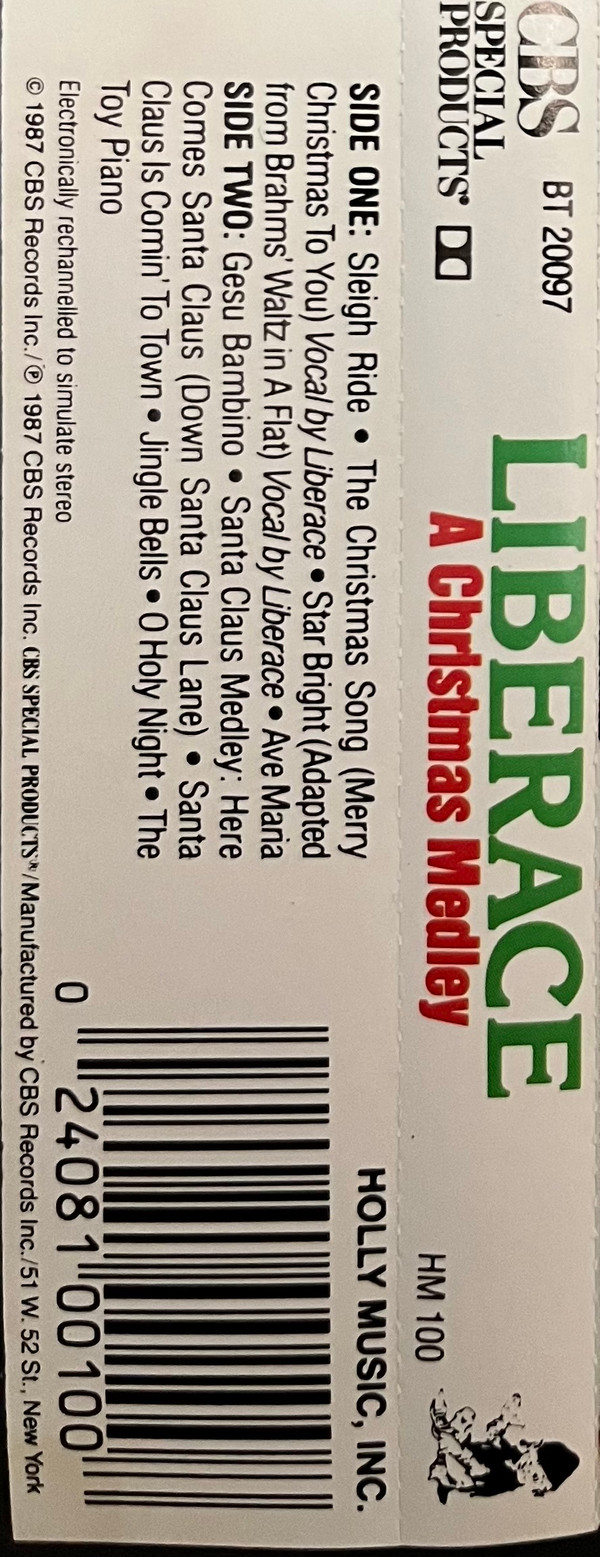 CBS
SPECIAL
PRODUCTS®
BT 20097
LIBERACE
A Christmas Medley
HM 100
SIDE ONE: Sleigh Ride • The Christmas Song (Merry
Christmas To You) Vocal by Liberace • Star Bright (Adapted
from Brahms' Waltz in A Flat) Vocal by Liberace • Ave Maria
SIDE TWO: Gesu Bambino • Santa Claus Medley: Here
Comes Santa Claus (Down Santa Claus Lane) • Santa
Claus Is Comin' To Town • Jingle Bells • O Holy Night • The
Toy Piano
HOLLY MUSIC, INC.
0 24081 00100
Electronically rechannelled to simulate stereo
© 1987 CBS Records Inc./℗ 1987 CBS Records Inc. CBS SPECIAL PRODUCTS™/Manufactured by CBS Records Inc./51 W. 52 St., New York